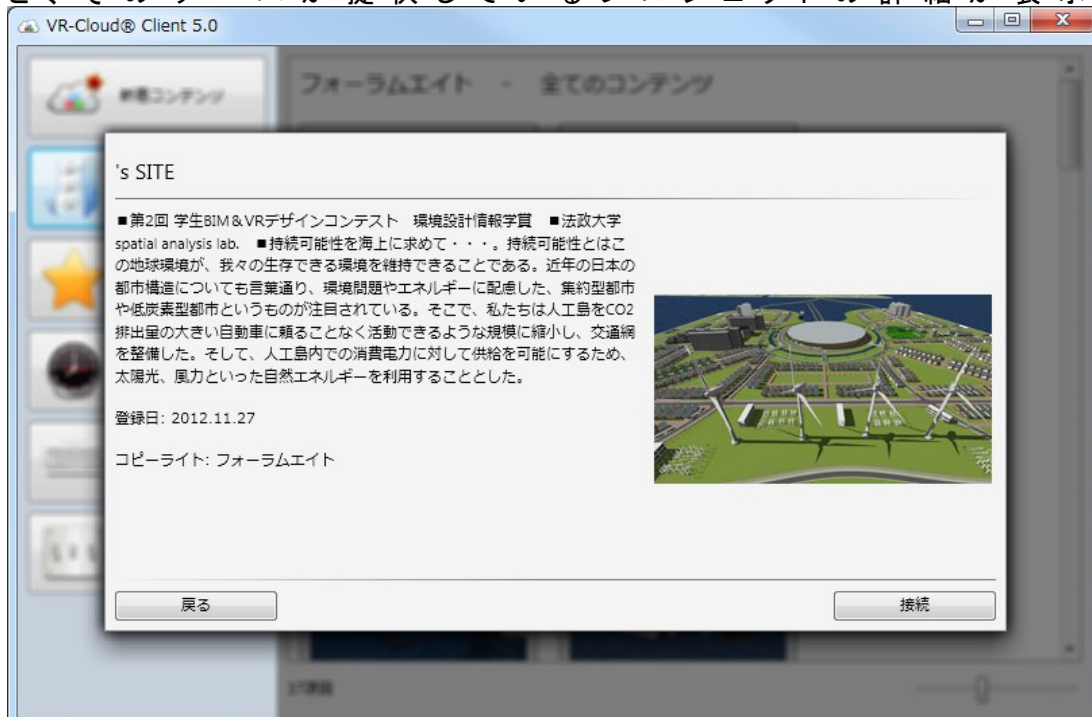 VR-Cloud® Client 5.0
新着コンテンツ
フォーラムエイト - 全てのコンテンツ
's SITE
■第2回 学生BIM&VRデザインコンテスト 環境設計情報学賞 ■法政大学
spatial analysis lab. ■持続可能性を海上に求めて・・・。持続可能性とはこ
の地球環境が、我々の生存できる環境を維持できることである。近年の日本の
都市構造についても言葉通り、環境問題やエネルギーに配慮した、集約型都市
や低炭素型都市というものが注目されている。そこで、私たちは人工島をCO2
排出量の大きい自動車に頼ることなく活動できるような規模に縮小し、交通網
を整備した。そして、人工島内での消費電力に対して供給を可能にするため、
太陽光、風力といった自然エネルギーを利用することとした。
登録日: 2012.11.27
コピーライト: フォーラムエイト
戻る
接続